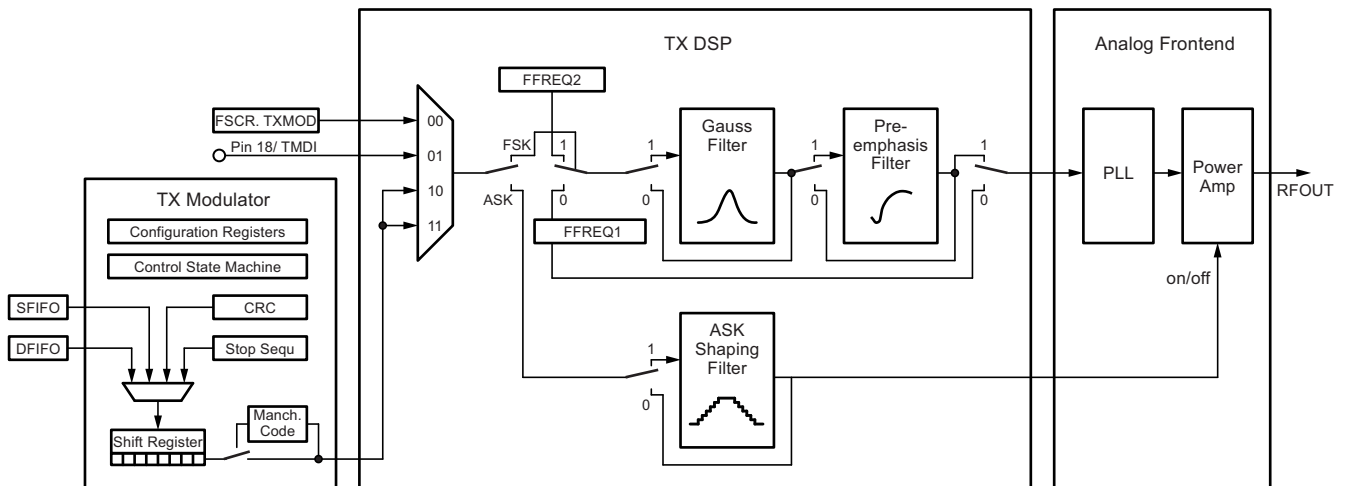 TX DSP
Analog Frontend
FFREQ2
FSCR. TXMOD
00
Pin 18/ TMDI
01
10
11
FSK
ASK
1
0
FFREQ1
1
0
Gauss
Filter
1
0
Pre-
emphasis
Filter
1
0
PLL
Power
Amp
RFOUT
on/off
TX Modulator
Configuration Registers
Control State Machine
SFIFO
CRC
DFIFO
Stop Sequ
Shift Register
Manch.
Code
1
0
ASK
Shaping
Filter